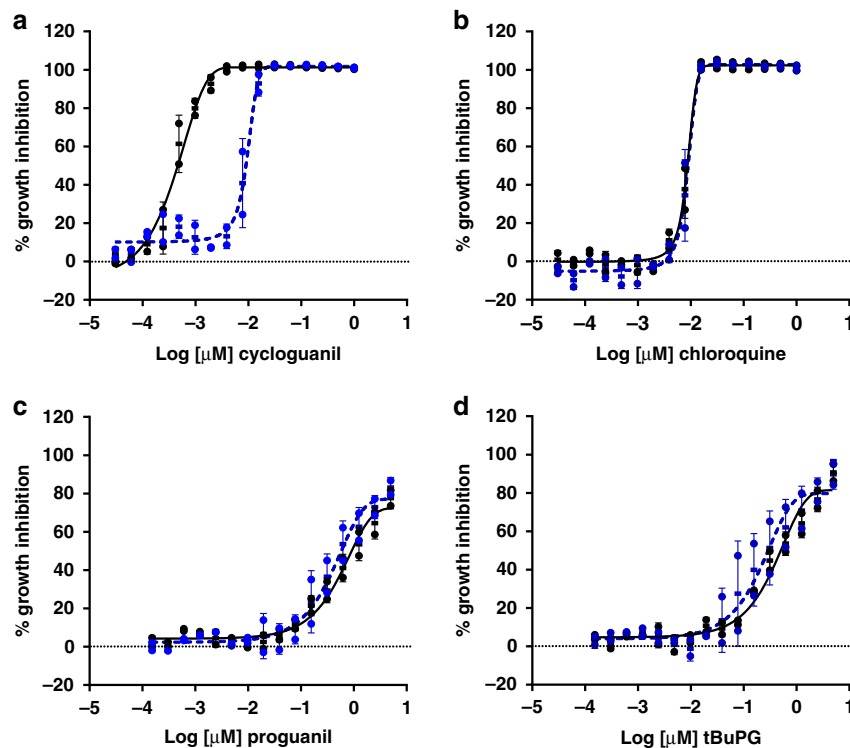 a
120
100
80
60
40
20
0
−20
% growth inhibition
−5 −4 −3 −2 −1 0 1
Log [μM] cycloguanil
b
120
100
80
60
40
20
0
−20
% growth inhibition
−5 −4 −3 −2 −1 0 1
Log [μM] chloroquine
c
120
100
80
60
40
20
0
−20
% growth inhibition
−5 −4 −3 −2 −1 0 1
Log [μM] proguanil
d
120
100
80
60
40
20
0
−20
% growth inhibition
−5 −4 −3 −2 −1 0 1
Log [μM] tBuPG